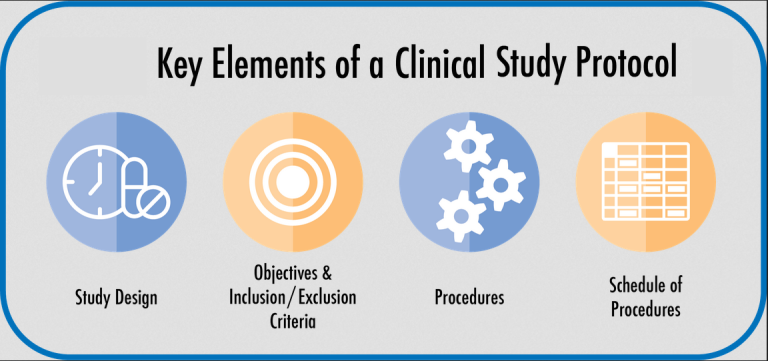 Key Elements of a Clinical Study Protocol
Study Design
Objectives &
Inclusion/Exclusion
Criteria
Procedures
Schedule of
Procedures